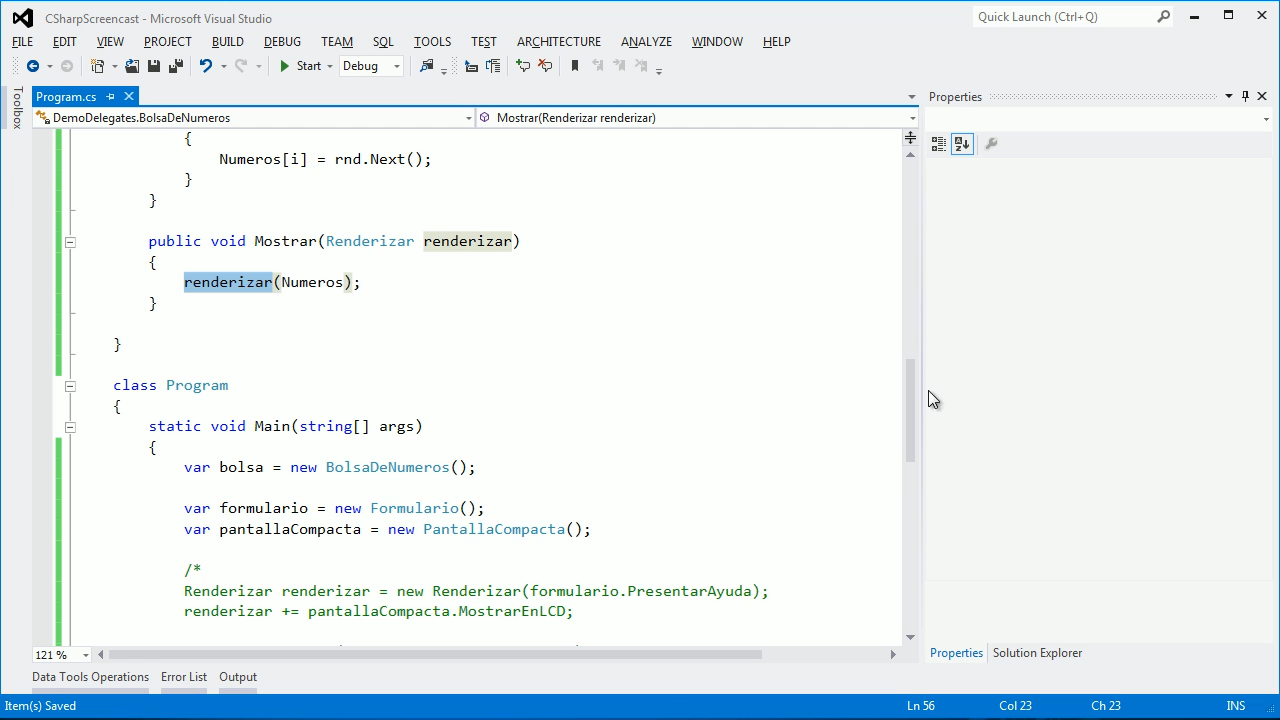 CSharpScreencast - Microsoft Visual Studio
Quick Launch (Ctrl+Q)
FILE EDIT VIEW PROJECT BUILD DEBUG TEAM SQL TOOLS TEST ARCHITECTURE ANALYZE WINDOW HELP
Start Debug
Toolbox
Program.cs
Properties
DemoDelegates.BolsaDeNumeros
Mostrar(Renderizar renderizar)
{
Numeros[i] = rnd.Next();
}
}
public void Mostrar(Renderizar renderizar)
{
renderizar(Numeros);
}
}
class Program
{
static void Main(string[] args)
{
var bolsa = new BolsaDeNumeros();
var formulario = new Formulario();
var pantallaCompacta = new PantallaCompacta();
/*
Renderizar renderizar = new Renderizar(formulario.PresentarAyuda);
renderizar += pantallaCompacta.MostrarEnLCD;
121 %
Properties Solution Explorer
Data Tools Operations Error List Output
Item(s) Saved Ln 56 Col 23 Ch 23 INS